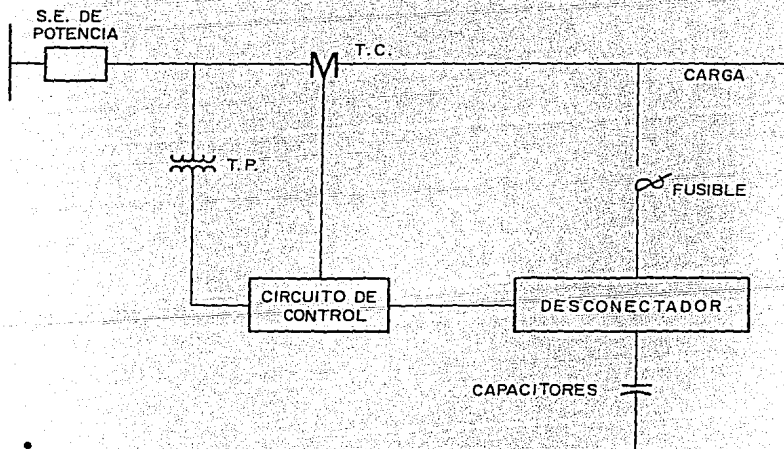 S.E. DE
POTENCIA
T.C.
CARGA
T.P.
FUSIBLE
CIRCUITO DE
CONTROL
DESCONECTADOR
CAPACITORES